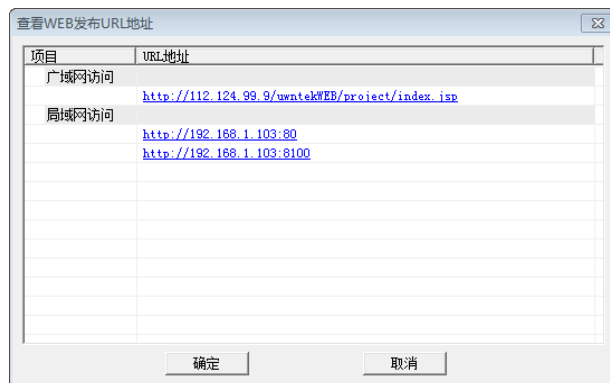 查看WEB发布URL地址
项目 URL地址
广域网访问
http://112.124.99.9/uwntekWEB/project/index.jsp
局域网访问
http://192.168.1.103:80
http://192.168.1.103:8100
确定 取消